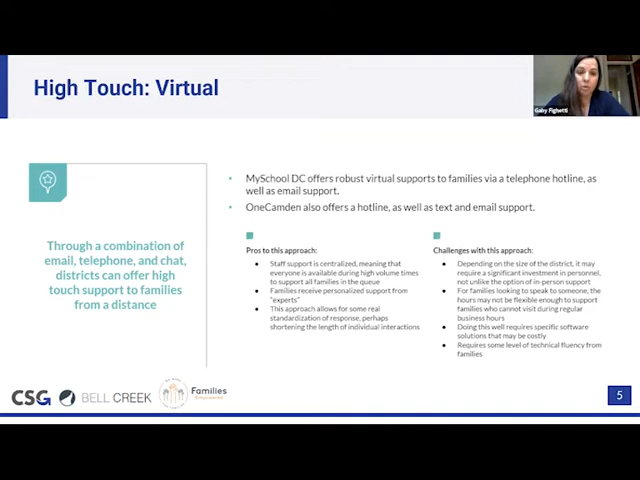 High Touch: Virtual
Gaby Fighetti
Through a combination of
email, telephone, and chat,
districts can offer high
touch support to families
from a distance
• MySchool DC offers robust virtual supports to families via a telephone hotline, as
well as email support.
• OneCamden also offers a hotline, as well as text and email support.
Pros to this approach:
● Staff support is centralized, meaning that
everyone is available during high volume times
to support all families in the queue
● Families receive personalized support from
"experts"
● This approach allows for some real
standardization of response, perhaps
shortening the length of individual interactions
Challenges with this approach:
● Depending on the size of the district, it may
require a significant investment in personnel,
not unlike the option of in-person support
● For families looking to speak to someone, the
hours may not be flexible enough to support
families who cannot visit during regular
business hours
● Doing this well requires specific software
solutions that may be costly
● Requires some level of technical fluency from
families
CSG
BELL CREEK
Families
Empowered
5